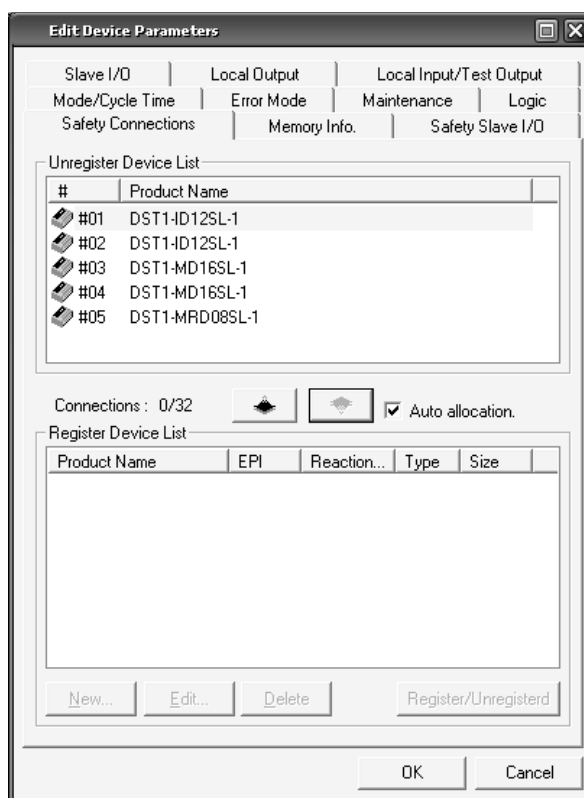 Edit Device Parameters
Slave I/O Local Output Local Input/Test Output
Mode/Cycle Time Error Mode Maintenance Logic
Safety Connections Memory Info. Safety Slave I/O
Unregister Device List
# Product Name
#01 DST1-ID12SL-1
#02 DST1-ID12SL-1
#03 DST1-MD16SL-1
#04 DST1-MD16SL-1
#05 DST1-MRD08SL-1
Connections : 0/32 Auto allocation.
Register Device List
Product Name EPI Reaction... Type Size
New... Edit... Delete Register/Unregisterd
OK Cancel